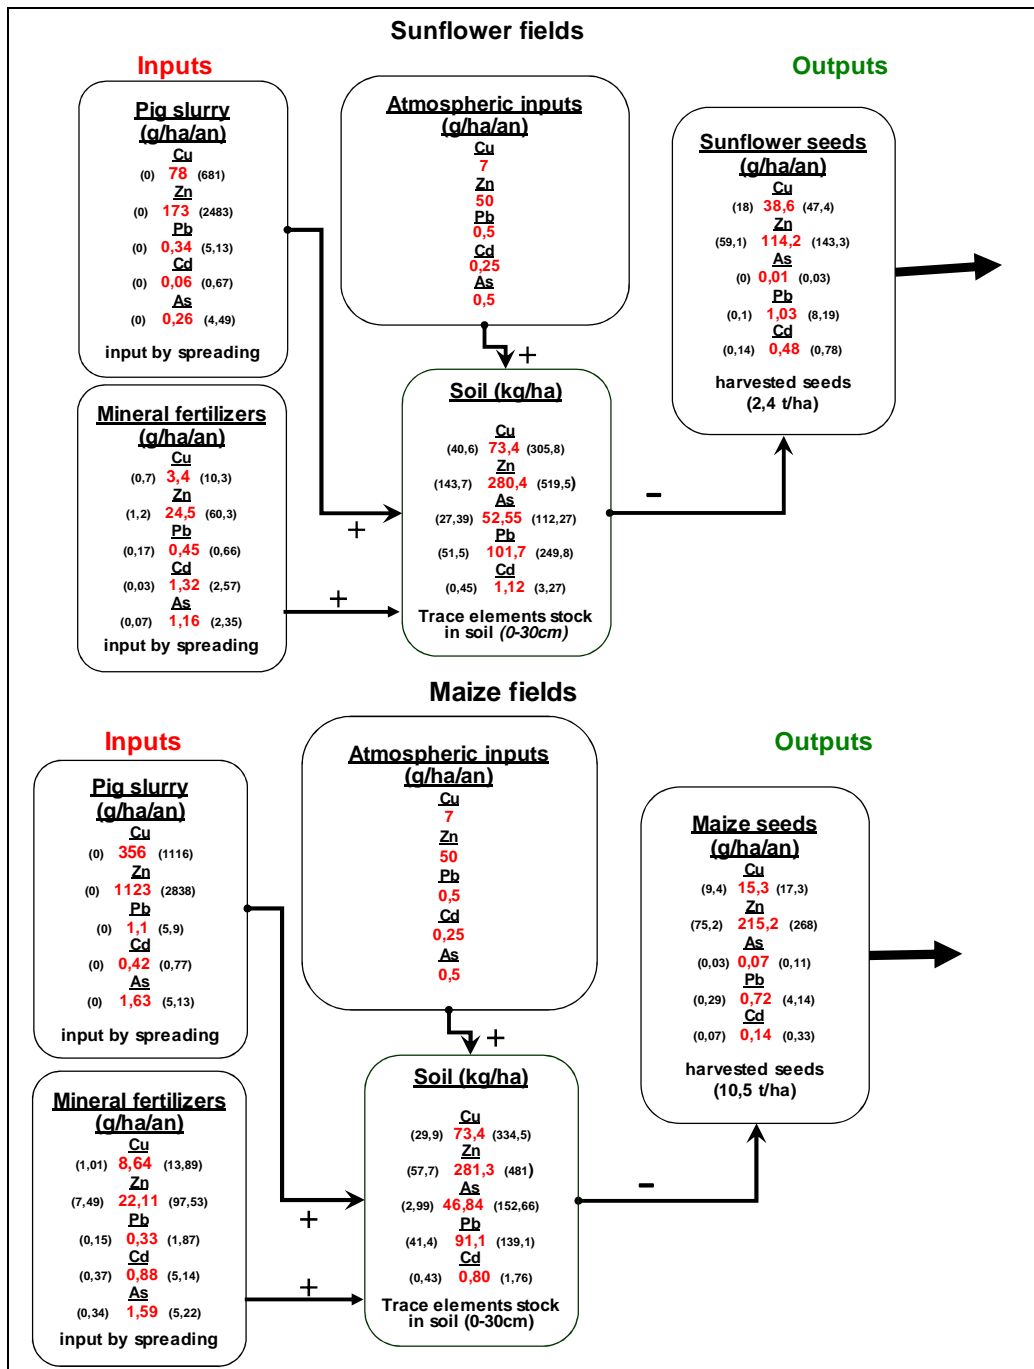 Sunflower fields
Inputs
Outputs
Pig slurry
(g/ha/an)
Cu
(0) 78 (681)
Zn
(0) 173 (2483)
Pb
(0) 0,34 (5,13)
Cd
(0) 0,06 (0,67)
As
(0) 0,26 (4,49)
input by spreading
Atmospheric inputs
(g/ha/an)
Cu
7
Zn
50
Pb
0,5
Cd
0,25
As
0,5
Sunflower seeds
(g/ha/an)
Cu
(18) 38,6 (47,4)
Zn
(59,1) 114,2 (143,3)
As
(0) 0,01 (0,03)
Pb
(0,1) 1,03 (8,19)
Cd
(0,14) 0,48 (0,78)
harvested seeds
(2,4 t/ha)
Mineral fertilizers
(g/ha/an)
Cu
(0,7) 3,4 (10,3)
Zn
(1,2) 24,5 (60,3)
Pb
(0,17) 0,45 (0,66)
Cd
(0,03) 1,32 (2,57)
As
(0,07) 1,16 (2,35)
input by spreading
+
+
+
Soil (kg/ha)
Cu
(40,6) 73,4 (305,8)
Zn
(143,7) 280,4 (519,5)
As
(27,39) 52,55 (112,27)
Pb
(51,5) 101,7 (249,8)
Cd
(0,45) 1,12 (3,27)
Trace elements stock
in soil (0-30cm)
-
Maize fields
Inputs
Outputs
Pig slurry
(g/ha/an)
Cu
(0) 356 (1116)
Zn
(0) 1123 (2838)
Pb
(0) 1,1 (5,9)
Cd
(0) 0,42 (0,77)
As
(0) 1,63 (5,13)
input by spreading
Atmospheric inputs
(g/ha/an)
Cu
7
Zn
50
Pb
0,5
Cd
0,25
As
0,5
Maize seeds
(g/ha/an)
Cu
(9,4) 15,3 (17,3)
Zn
(75,2) 215,2 (268)
As
(0,03) 0,07 (0,11)
Pb
(0,29) 0,72 (4,14)
Cd
(0,07) 0,14 (0,33)
harvested seeds
(10,5 t/ha)
Mineral fertilizers
(g/ha/an)
Cu
(1,01) 8,64 (13,89)
Zn
(7,49) 22,11 (97,53)
Pb
(0,15) 0,33 (1,87)
Cd
(0,37) 0,88 (5,14)
As
(0,34) 1,59 (5,22)
input by spreading
+
+
+
Soil (kg/ha)
Cu
(29,9) 73,4 (334,5)
Zn
(57,7) 281,3 (481)
As
(2,99) 46,84 (152,66)
Pb
(41,4) 91,1 (139,1)
Cd
(0,43) 0,80 (1,76)
Trace elements stock
in soil (0-30cm)
-